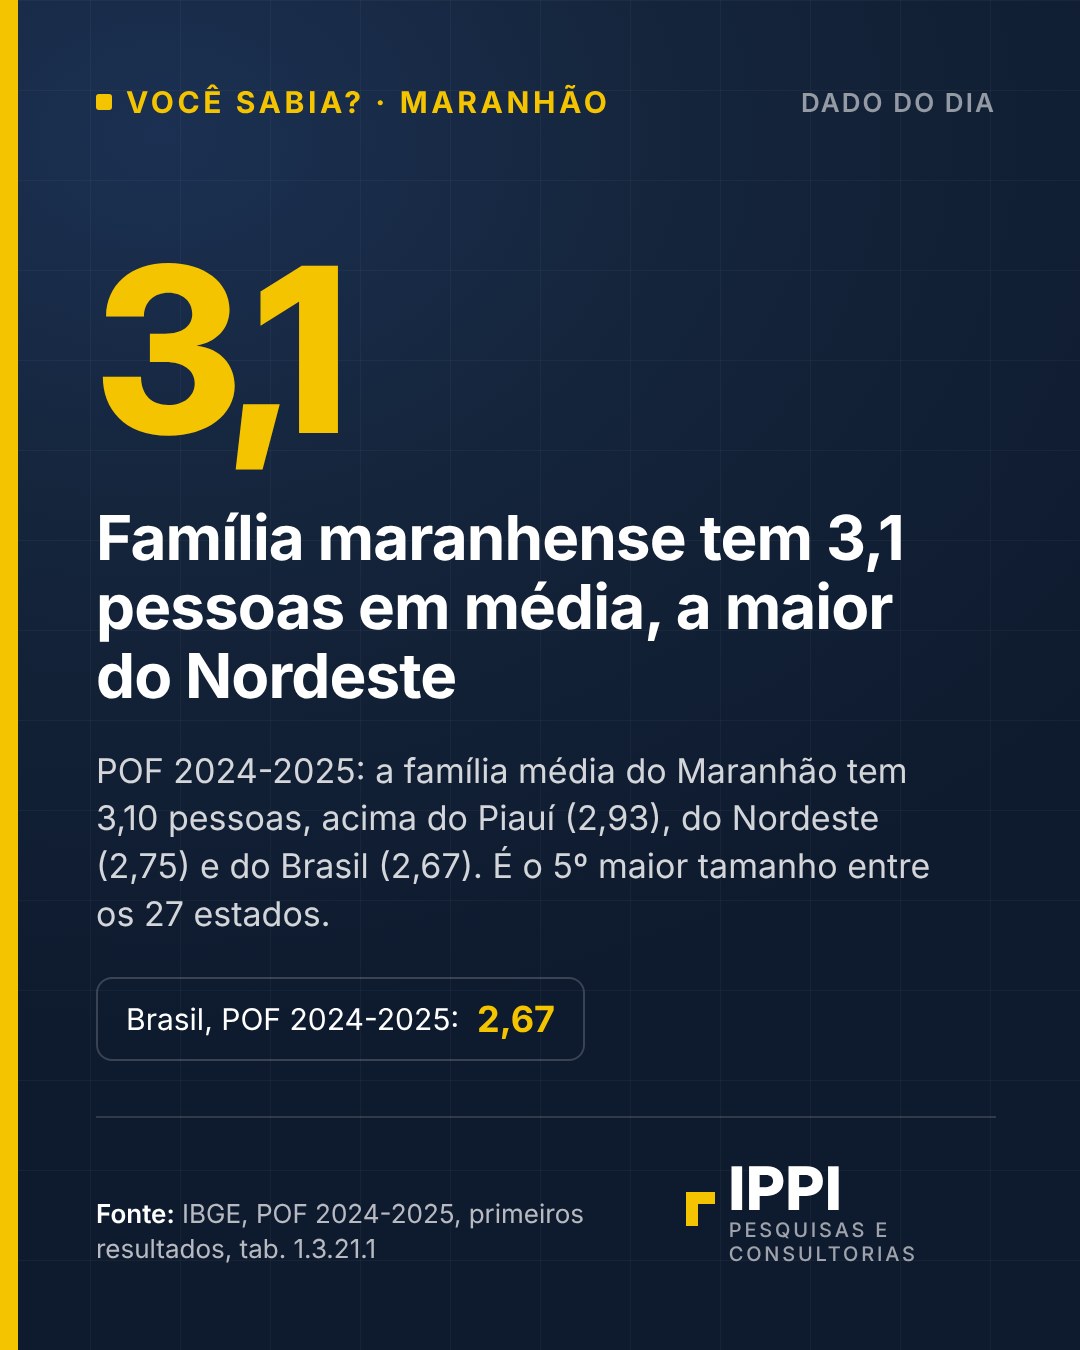 VOCÊ SABIA? · MARANHÃO
DADO DO DIA
3,1
Família maranhense tem 3,1
pessoas em média, a maior
do Nordeste
POF 2024-2025: a família média do Maranhão tem
3,10 pessoas, acima do Piauí (2,93), do Nordeste
(2,75) e do Brasil (2,67). É o 5º maior tamanho entre
os 27 estados.
Brasil, POF 2024-2025: 2,67
Fonte: IBGE, POF 2024-2025, primeiros
resultados, tab. 1.3.21.1
IPPI
PESQUISAS E
CONSULTORIAS